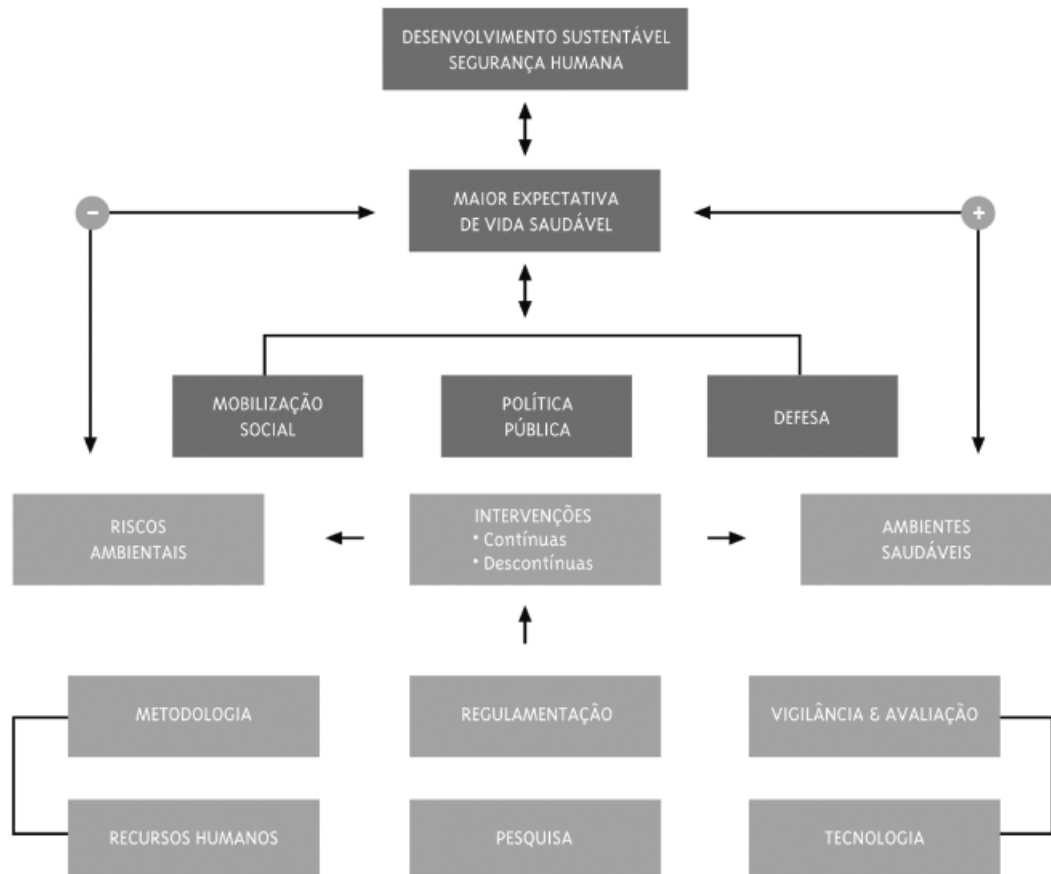 DESENVOLVIMENTO SUSTENTÁVEL
SEGURANÇA HUMANA
−
MAIOR EXPECTATIVA
DE VIDA SAUDÁVEL
+
MOBILIZAÇÃO
SOCIAL
POLÍTICA
PÚBLICA
DEFESA
RISCOS
AMBIENTAIS
INTERVENÇÕES
• Contínuas
• Descontínuas
AMBIENTES
SAUDÁVEIS
METODOLOGIA
REGULAMENTAÇÃO
VIGILÂNCIA & AVALIAÇÃO
RECURSOS HUMANOS
PESQUISA
TECNOLOGIA